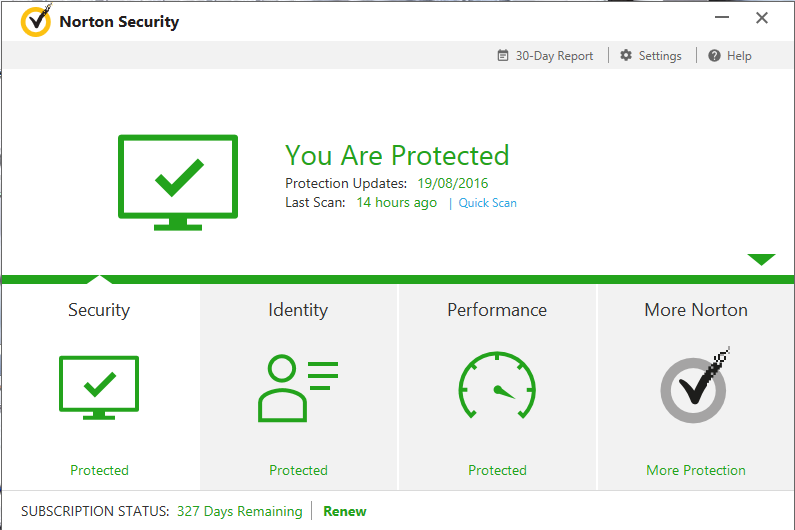 Norton Security
30-Day Report | Settings | Help
You Are Protected
Protection Updates: 19/08/2016
Last Scan: 14 hours ago | Quick Scan
Security Identity Performance More Norton
Protected Protected Protected More Protection
SUBSCRIPTION STATUS: 327 Days Remaining | Renew